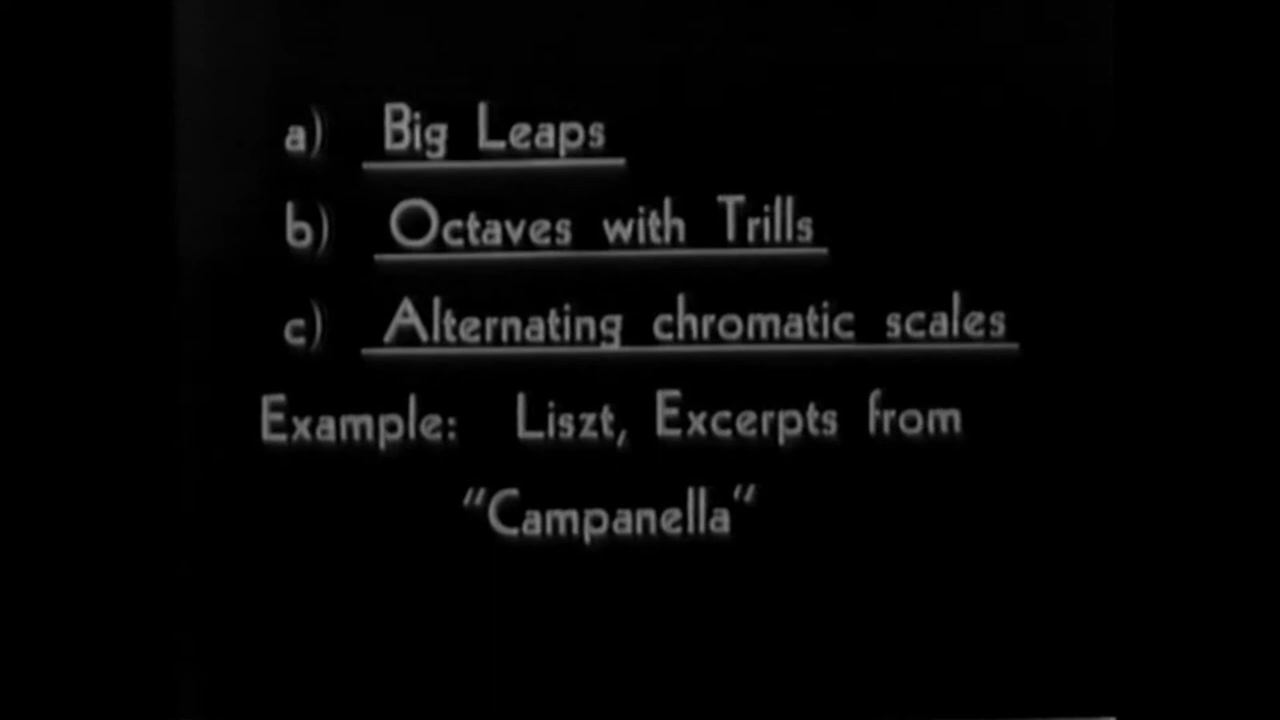 a) Big Leaps
b) Octaves with Trills
c) Alternating chromatic scales
Example: Liszt, Excerpts from
“Campanella“